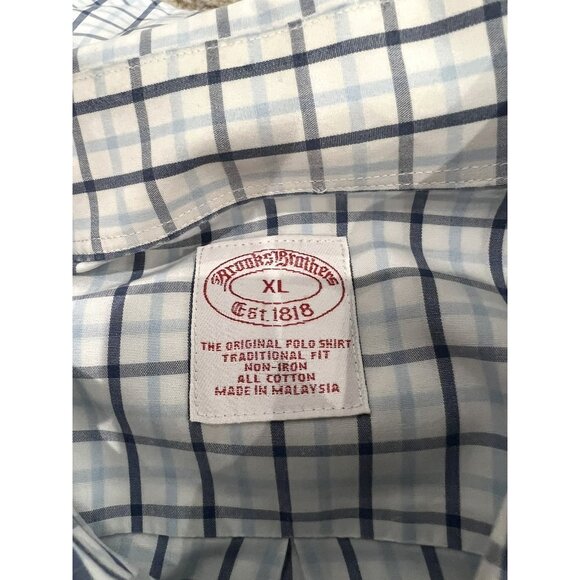 Brooks Brothers
XL
Est. 1818
THE ORIGINAL POLO SHIRT
TRADITIONAL FIT
NON-IRON
ALL COTTON
MADE IN MALAYSIA